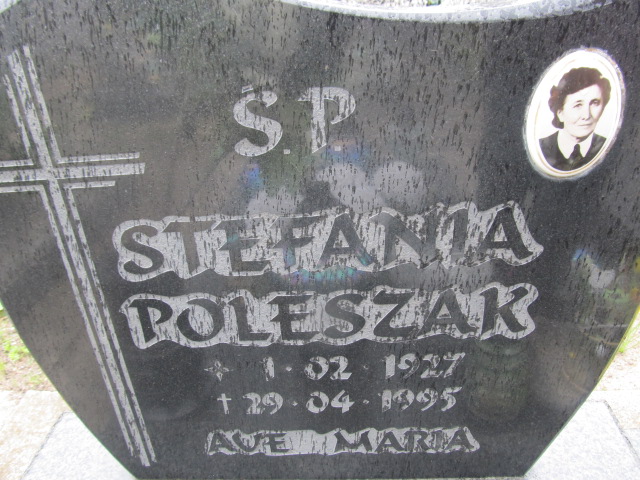 Ś.P.
STEFANIA
POLESZAK
+ 1·02·1927
†29·04·1995
AVE MARIA